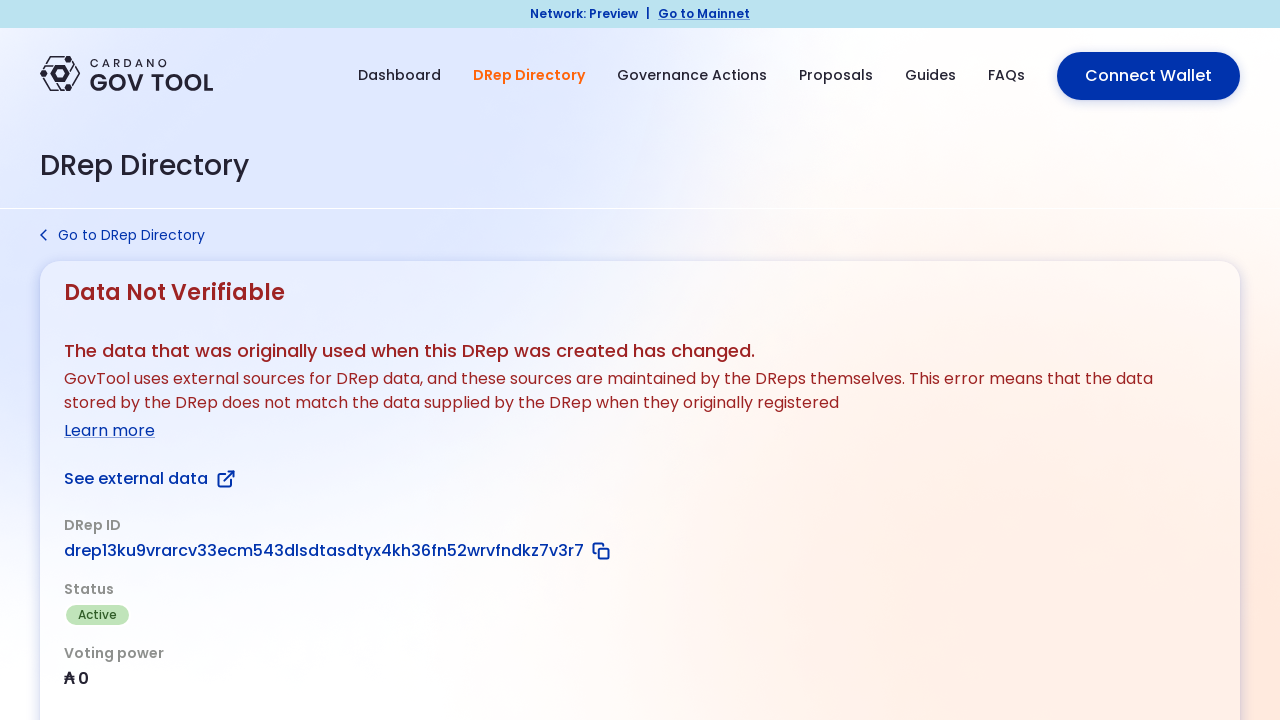 Network: Preview | Go to Mainnet
CARDANO
GOV TOOL
Dashboard
DRep Directory
Governance Actions
Proposals
Guides
FAQs
Connect Wallet
DRep Directory
Go to DRep Directory
Data Not Verifiable
The data that was originally used when this DRep was created has changed.
GovTool uses external sources for DRep data, and these sources are maintained by the DReps themselves. This error means that the data
stored by the DRep does not match the data supplied by the DRep when they originally registered
Learn more
See external data
DRep ID
drep13ku9vrarcv33ecm543dlsdtasdtyx4kh36fn52wrvfndkz7v3r7
Status
Active
Voting power
₳ 0